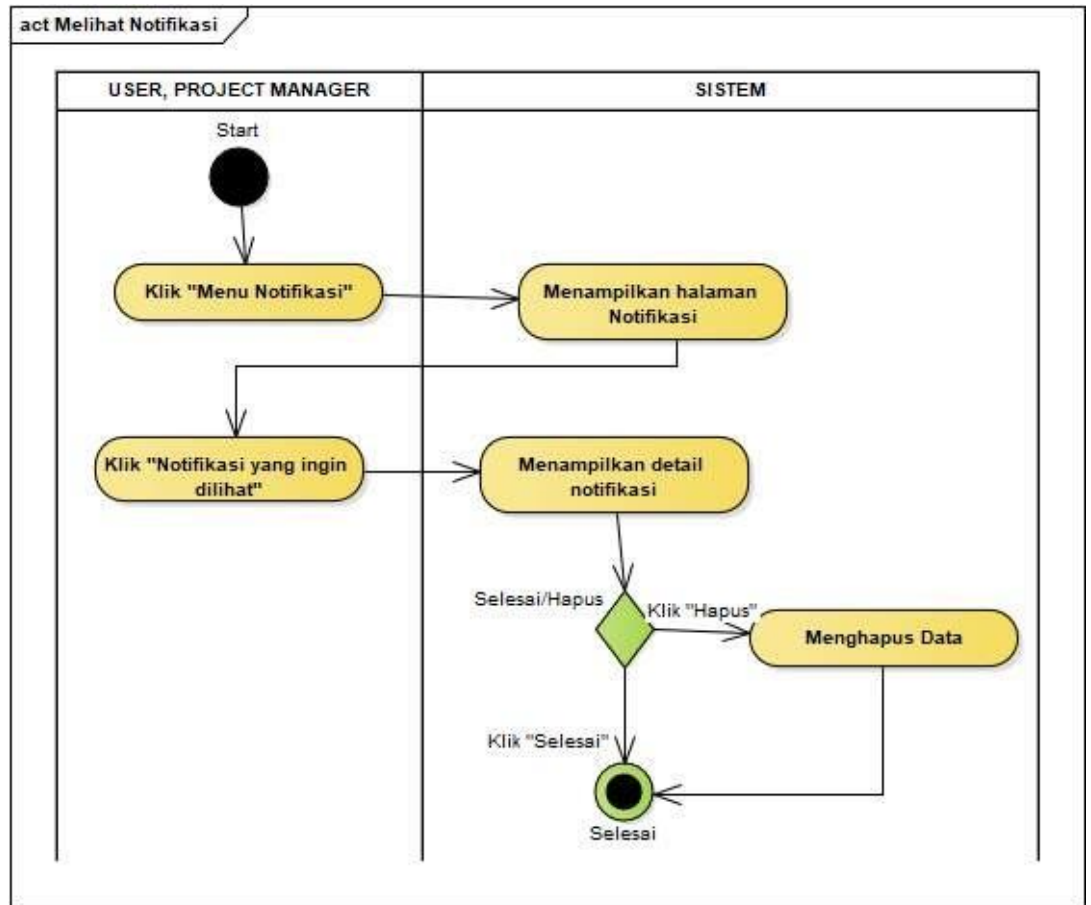 act Melihat Notifikasi
USER, PROJECT MANAGER
SISTEM
Start
Klik "Menu Notifikasi"
Menampilkan halaman
Notifikasi
Klik "Notifikasi yang ingin
dilihat"
Menampilkan detail
notifikasi
Selesai/Hapus
Klik "Hapus"
Menghapus Data
Klik "Selesai"
Selesai